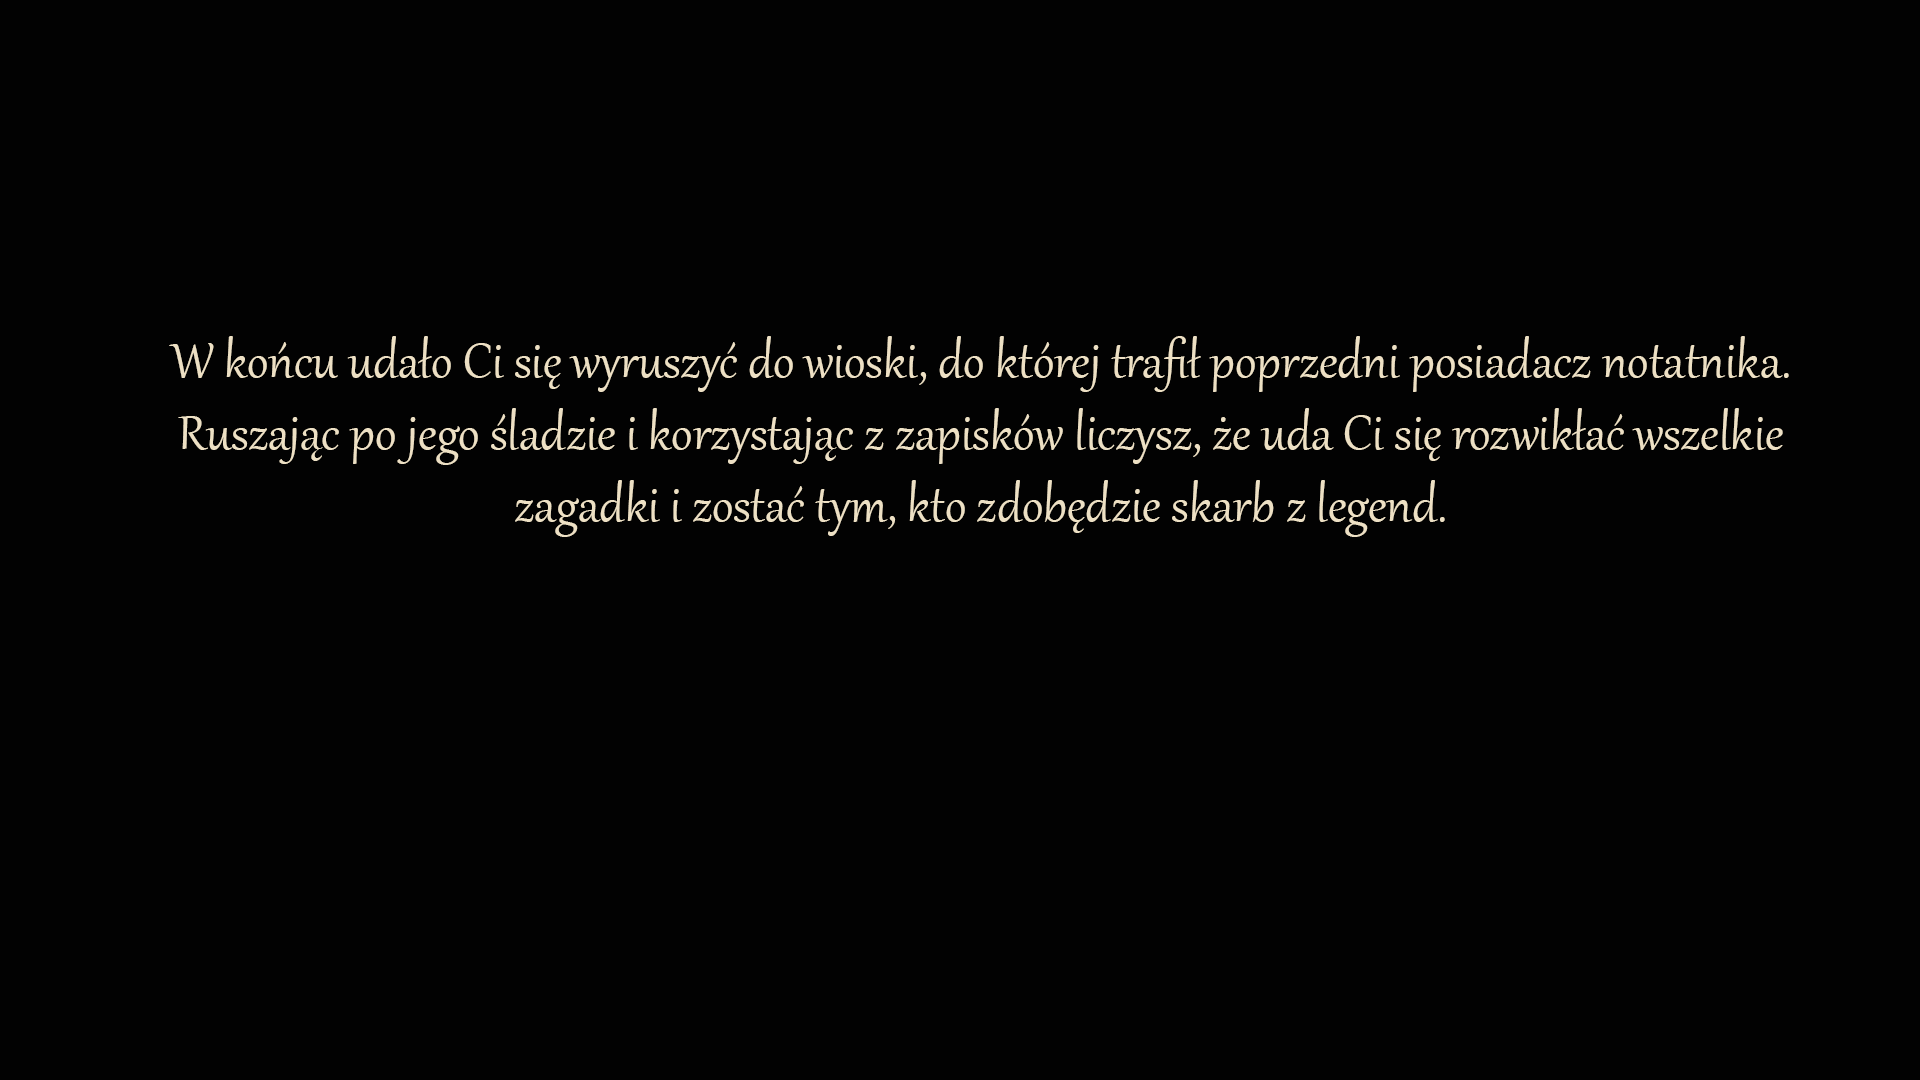 W końcu udało Ci się wyruszyć do wioski, do której trafił poprzedni posiadacz notatnika.
Ruszając po jego śladzie i korzystając z zapisków liczysz, że uda Ci się rozwikłać wszelkie
zagadki i zostać tym, kto zdobędzie skarb z legend.